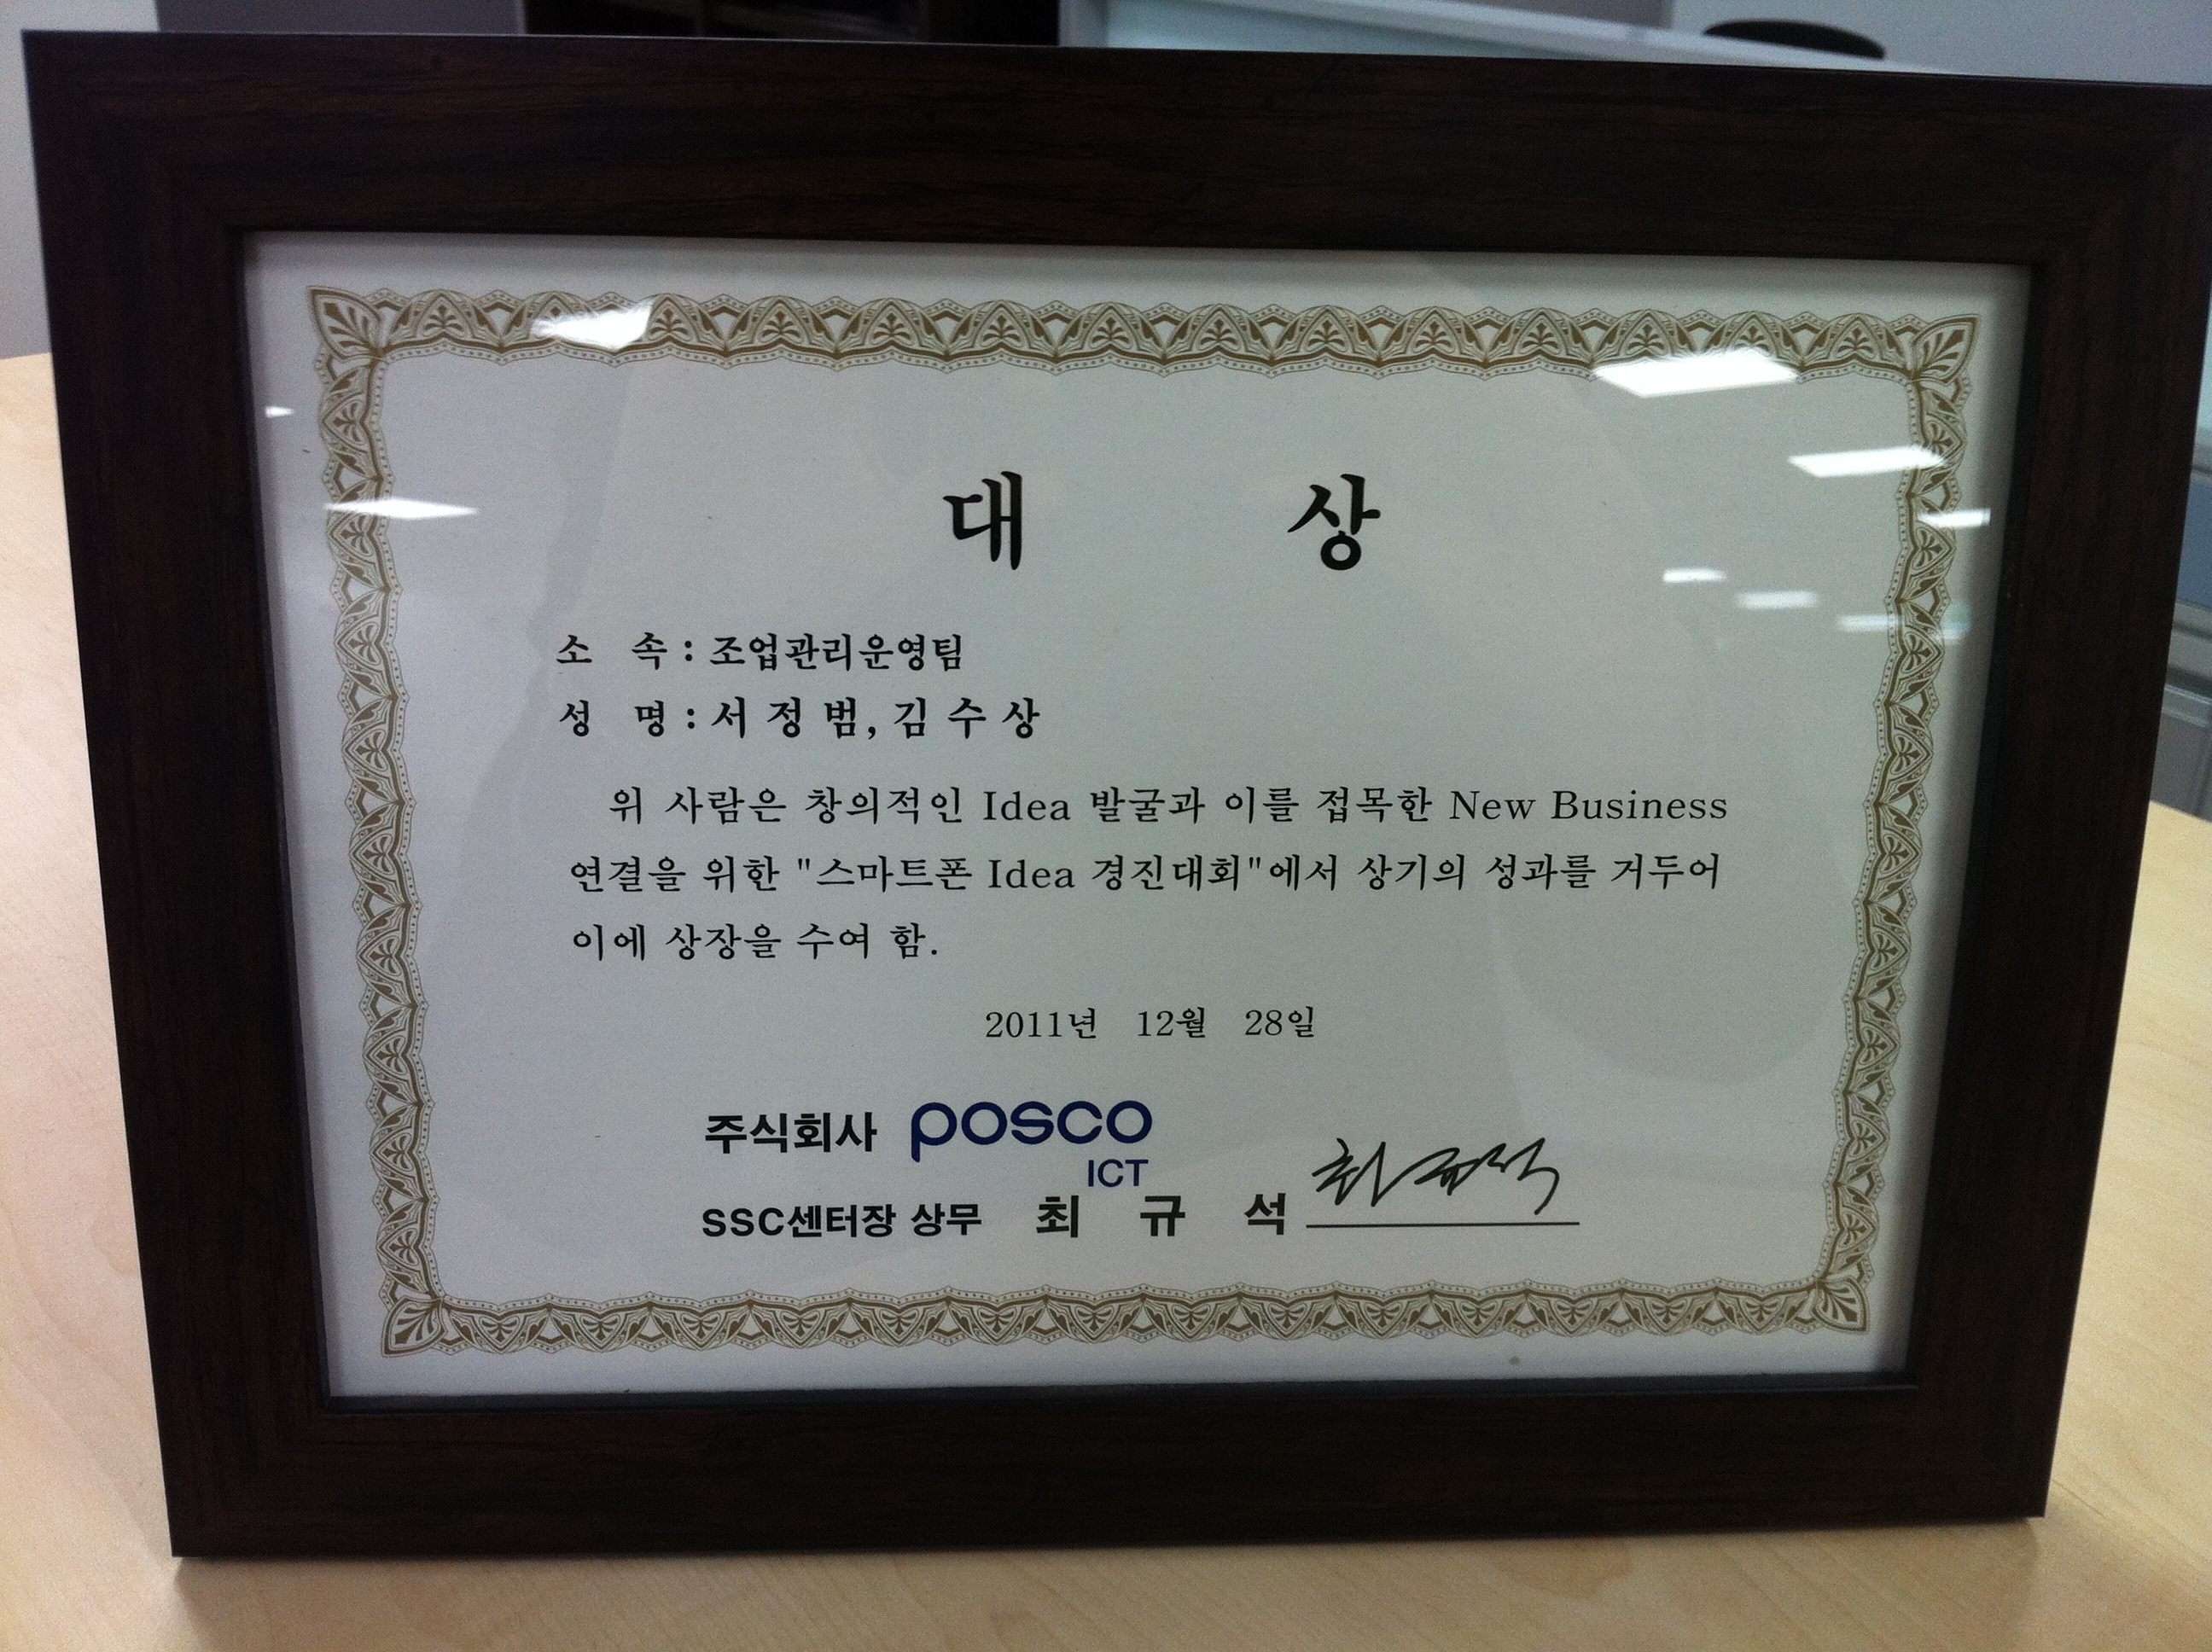 대 상
소 속 : 조업관리운영팀
성 명 : 서 정 범, 김 수 상
위 사람은 창의적인 Idea 발굴과 이를 접목한 New Business
연결을 위한 "스마트폰 Idea 경진대회"에서 상기의 성과를 거두어
이에 상장을 수여 함.
2011년 12월 28일
주식회사 posco
ICT
SSC센터장 상무 최 규 석 최규석